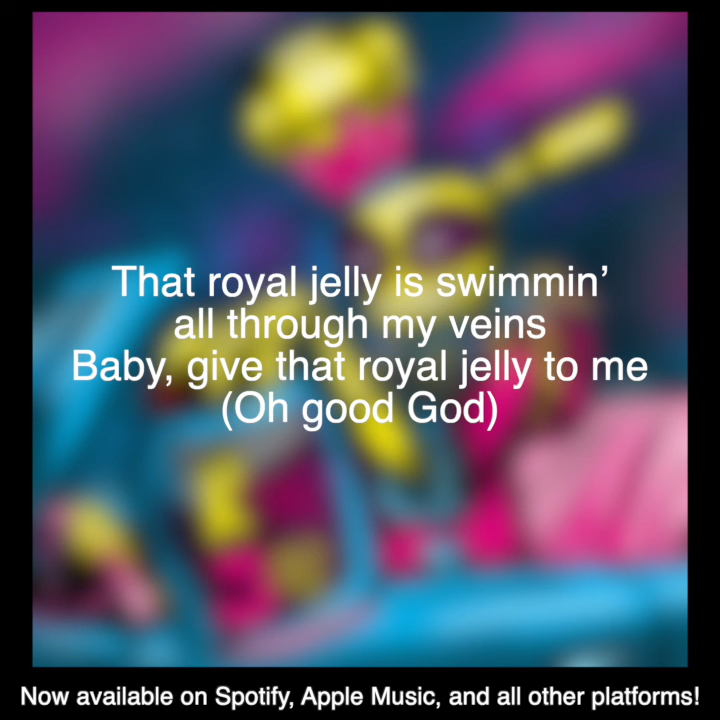 That royal jelly is swimmin’
all through my veins
Baby, give that royal jelly to me
(Oh good God)
Now available on Spotify, Apple Music, and all other platforms!